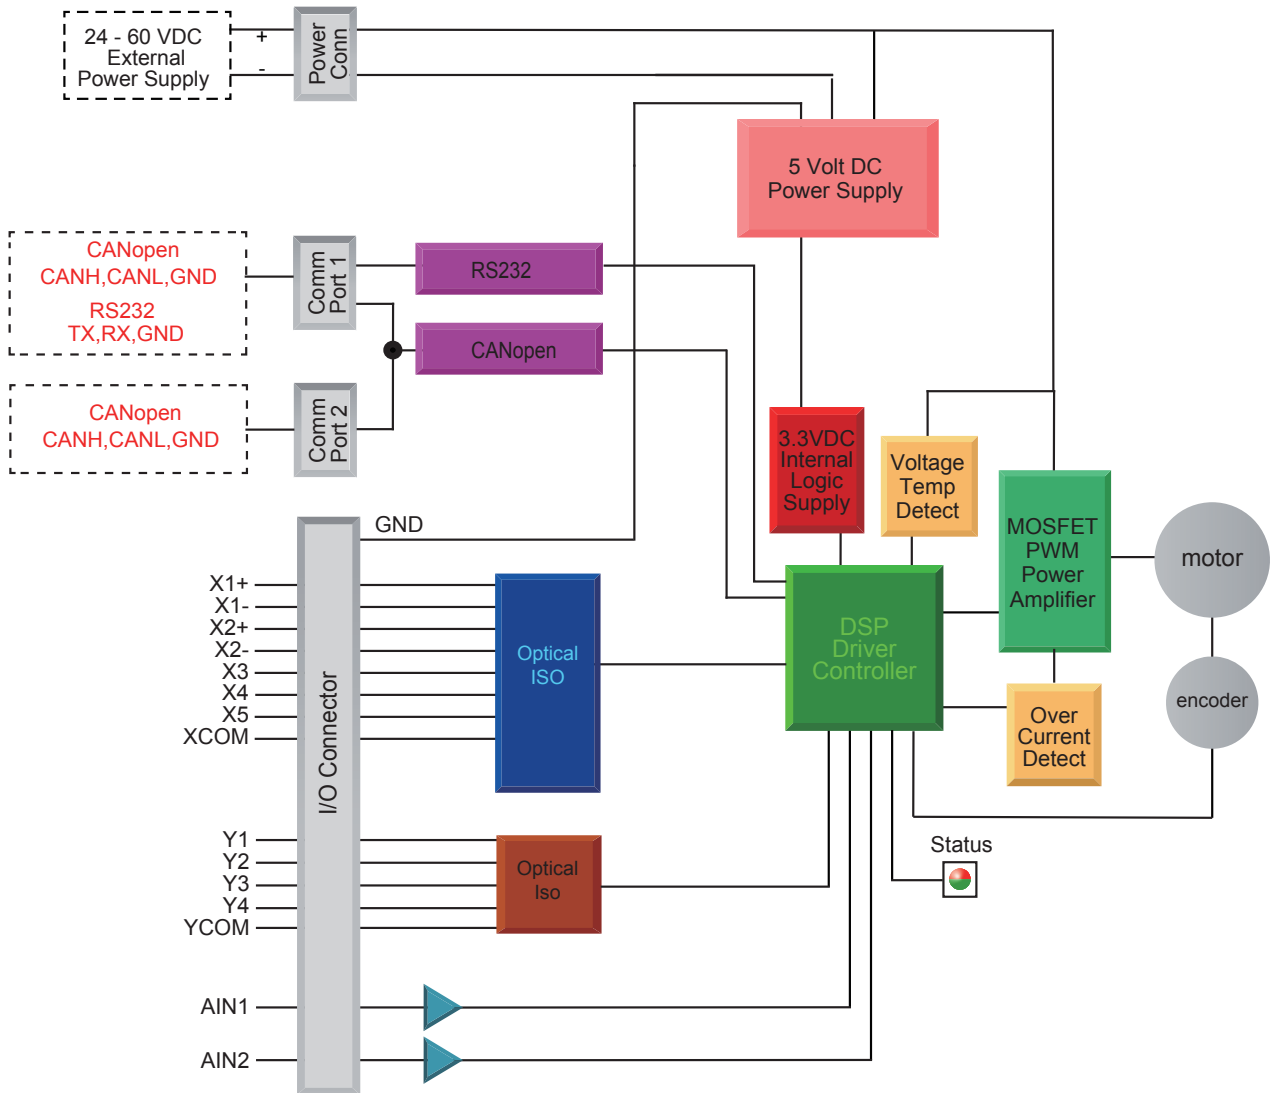 24 - 60 VDC
External
Power Supply
+
-
Power
Conn
5 Volt DC
Power Supply
CANopen
CANH,CANL,GND
RS232
TX,RX,GND
Comm
Port 1
RS232
CANopen
CANopen
CANH,CANL,GND
Comm
Port 2
3.3VDC
Internal
Logic
Supply
Voltage
Temp
Detect
MOSFET
PWM
Power
Amplifier
motor
GND
I/O Connector
X1+
X1-
X2+
X2-
X3
X4
X5
XCOM
Optical
ISO
DSP
Driver
Controller
encoder
Over
Current
Detect
Y1
Y2
Y3
Y4
YCOM
Optical
Iso
Status
AIN1
AIN2